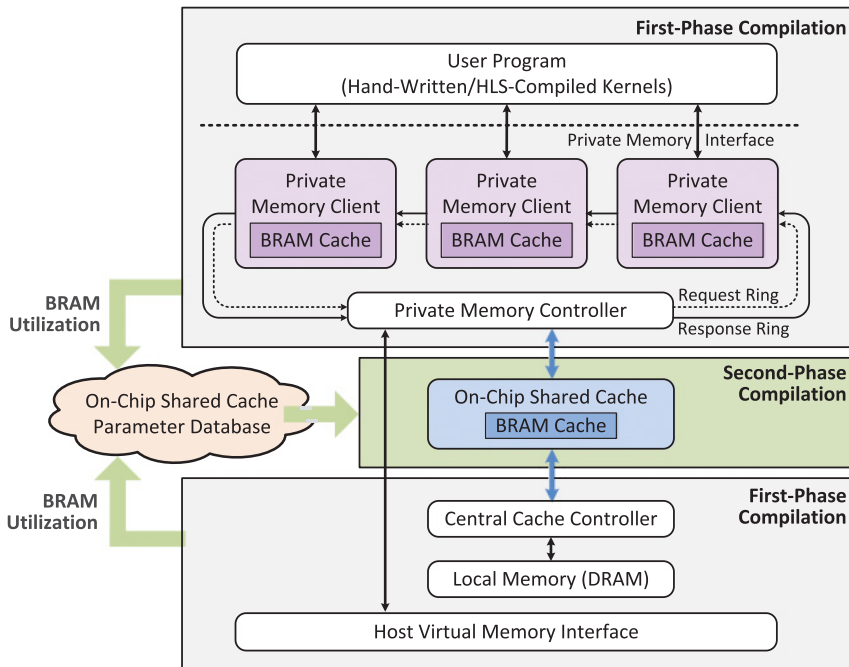 First-Phase Compilation
User Program
(Hand-Written/HLS-Compiled Kernels)
Private Memory Interface
Private
Memory Client
BRAM Cache
Private
Memory Client
BRAM Cache
Private
Memory Client
BRAM Cache
Request Ring
Private Memory Controller
Response Ring
BRAM
Utilization
Second-Phase
Compilation
On-Chip Shared Cache
Parameter Database
On-Chip Shared Cache
BRAM Cache
BRAM
Utilization
First-Phase
Compilation
Central Cache Controller
Local Memory (DRAM)
Host Virtual Memory Interface